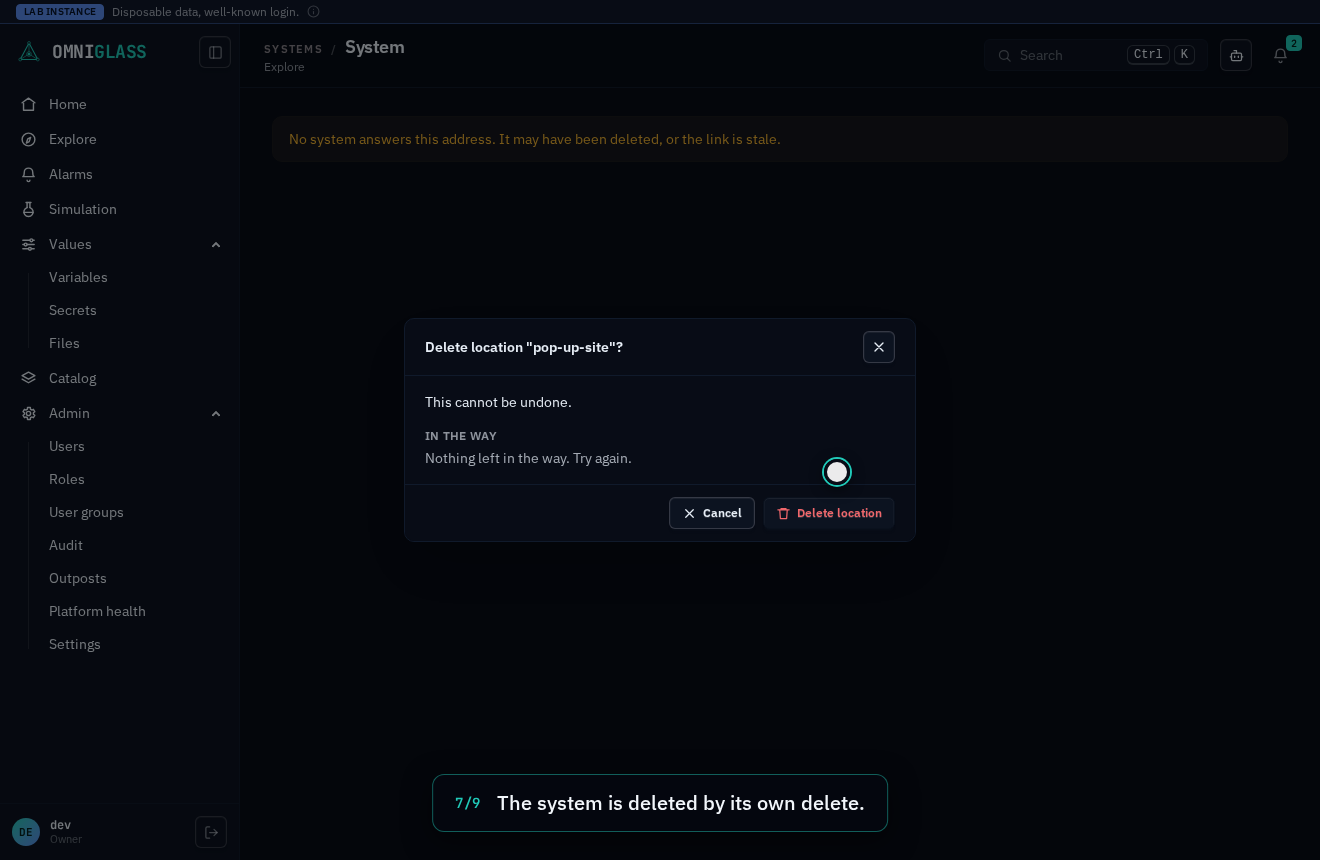 LAB INSTANCE Disposable data, well-known login.
OMNIGLASS
SYSTEMS / System
Explore
Search Ctrl K
2
Home
Explore
Alarms
Simulation
Values
Variables
Secrets
Files
Catalog
Admin
Users
Roles
User groups
Audit
Outposts
Platform health
Settings
No system answers this address. It may have been deleted, or the link is stale.
Delete location "pop-up-site"?
This cannot be undone.
IN THE WAY
Nothing left in the way. Try again.
Cancel Delete location
7/9 The system is deleted by its own delete.
DE dev
Owner